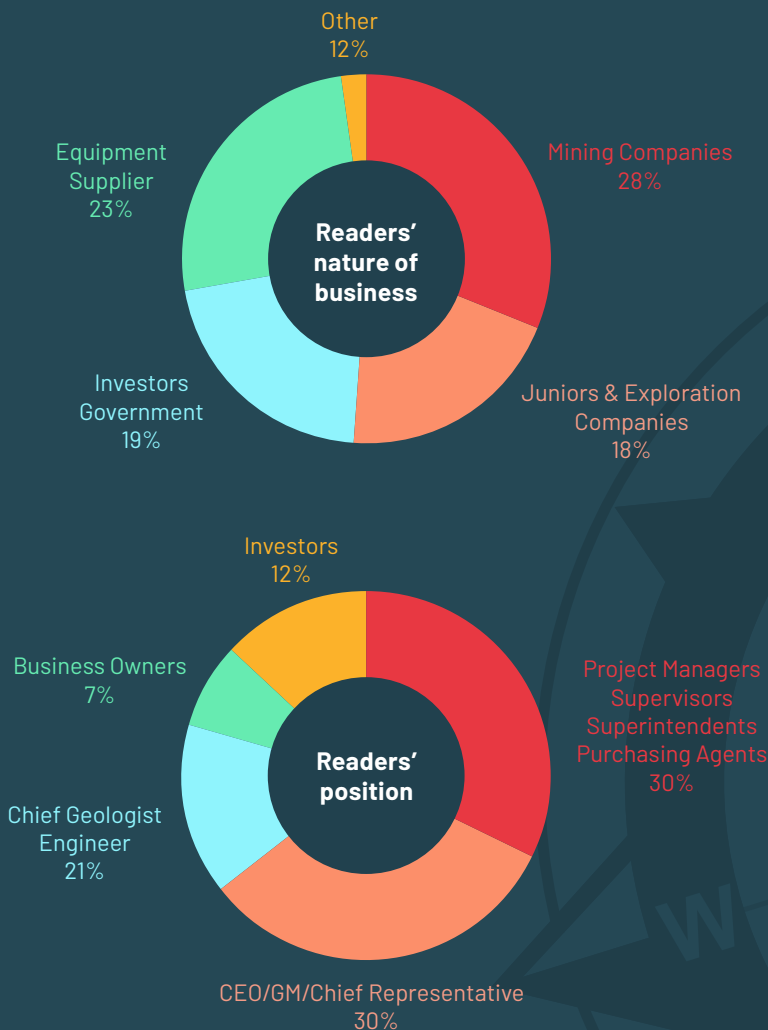 Other
12%
Equipment
Supplier
23%
Mining Companies
28%
Readers’
nature of
business
Investors
Government
19%
Juniors & Exploration
Companies
18%
Investors
12%
Business Owners
7%
Project Managers
Supervisors
Superintendents
Purchasing Agents
30%
Readers’
position
Chief Geologist
Engineer
21%
W
CEO/GM/Chief Representative
30%